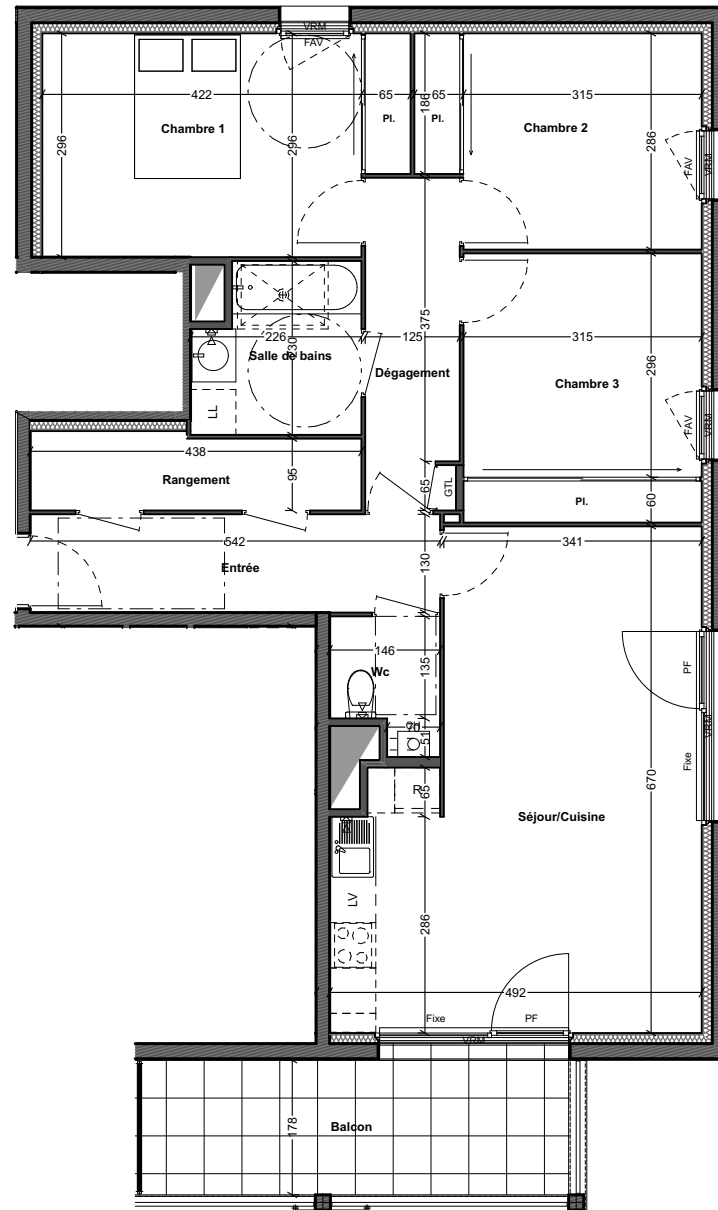 VRM
FAV
422
65
65
315
Pl.
Pl.
186
Chambre 1
Chambre 2
296
296
286
FAV
VRM
226
125
375
315
230
Salle de bains
Dégagement
Chambre 3
296
LL
FAV
VRM
438
95
Rangement
65
GTL
60
Pl.
542
341
Entrée
130
146
Wc
135
PF
70
51
VRM
Fixe
R
65
670
Séjour/Cuisine
LV
286
492
Fixe
PF
VRM
178
Balcon